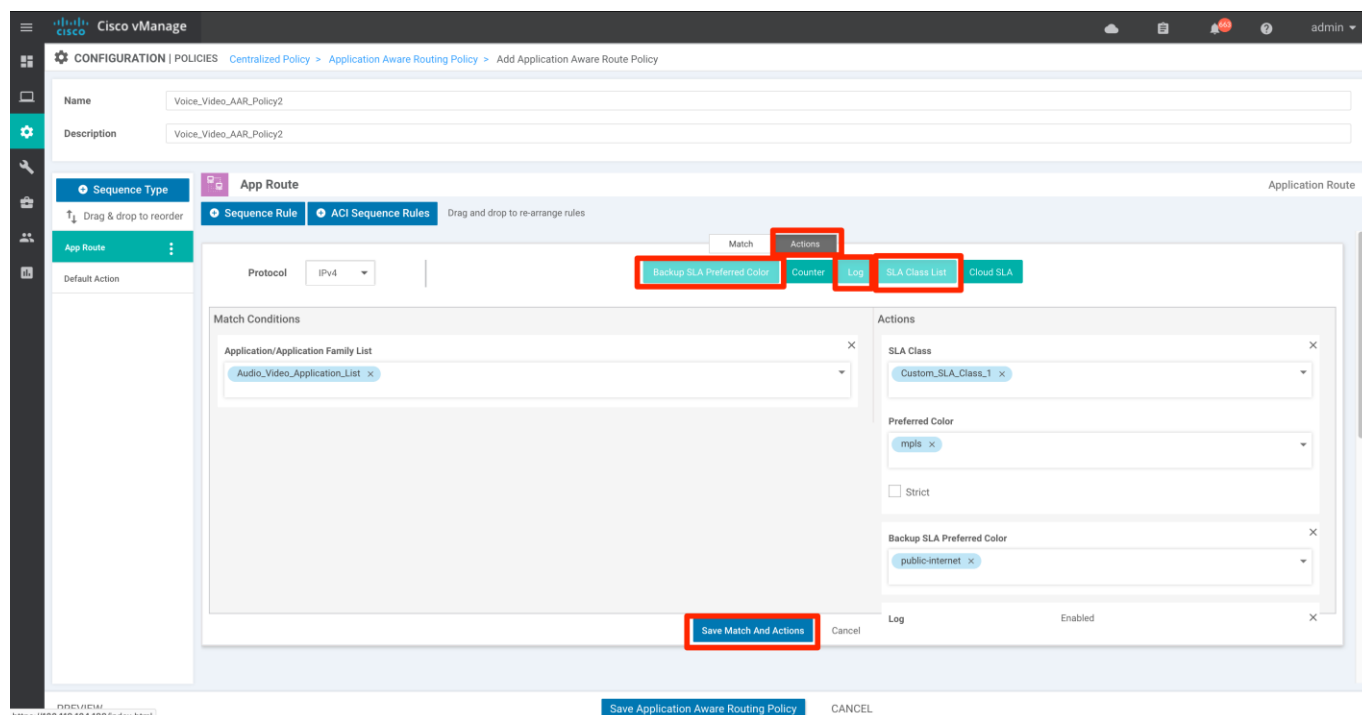 cisco Cisco vManage 663 admin
CONFIGURATION | POLICIES Centralized Policy > Application Aware Routing Policy > Add Application Aware Route Policy
Name Voice_Video_AAR_Policy2
Description Voice_Video_AAR_Policy2
Sequence Type
Drag & drop to reorder
App Route
Default Action
App Route Application Route
Sequence Rule ACI Sequence Rules Drag and drop to re-arrange rules
Match Actions
Protocol IPv4 Backup SLA Preferred Color Counter Log SLA Class List Cloud SLA
Match Conditions
Application/Application Family List
Audio_Video_Application_List
Actions
SLA Class
Custom_SLA_Class_1
Preferred Color
mpls
Strict
Backup SLA Preferred Color
public-internet
Log Enabled
Save Match And Actions Cancel
PREVIEW Save Application Aware Routing Policy CANCEL